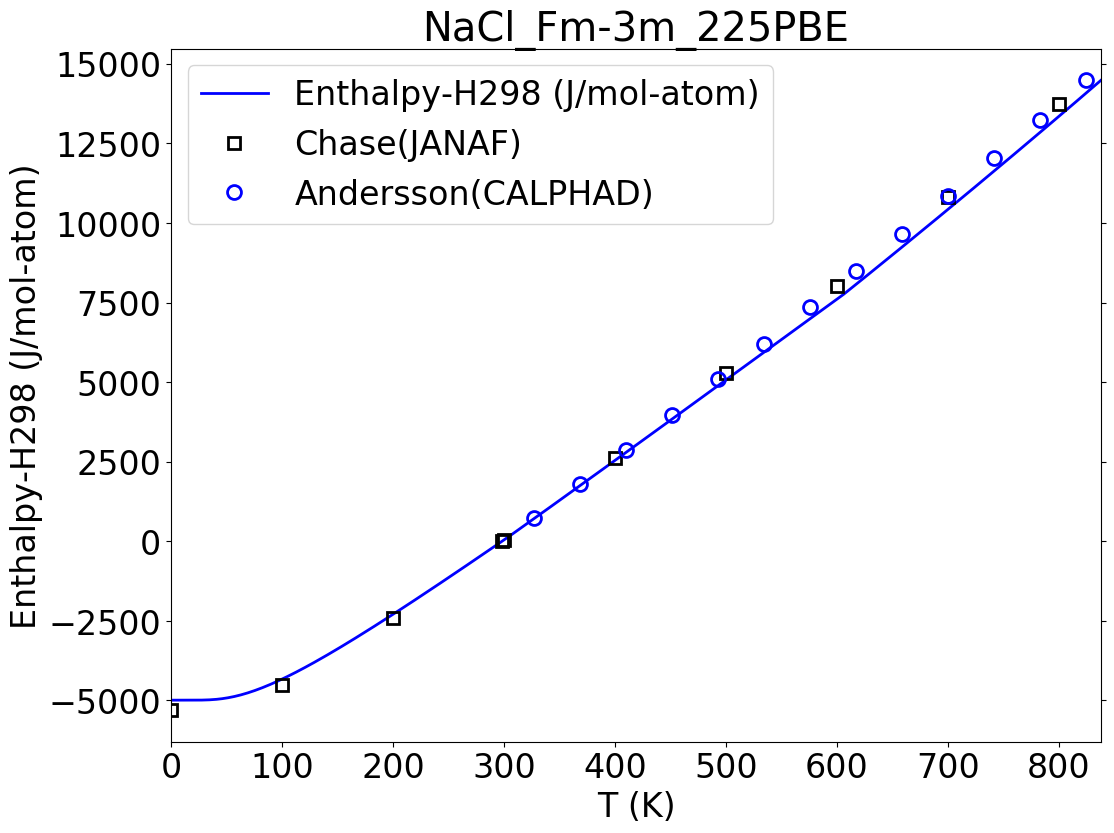 NaCl_Fm-3m_225PBE
Enthalpy-H298 (J/mol-atom)
Chase(JANAF)
Andersson(CALPHAD)
Enthalpy-H298 (J/mol-atom)
15000
12500
10000
7500
5000
2500
0
−2500
−5000
0 100 200 300 400 500 600 700 800
T (K)